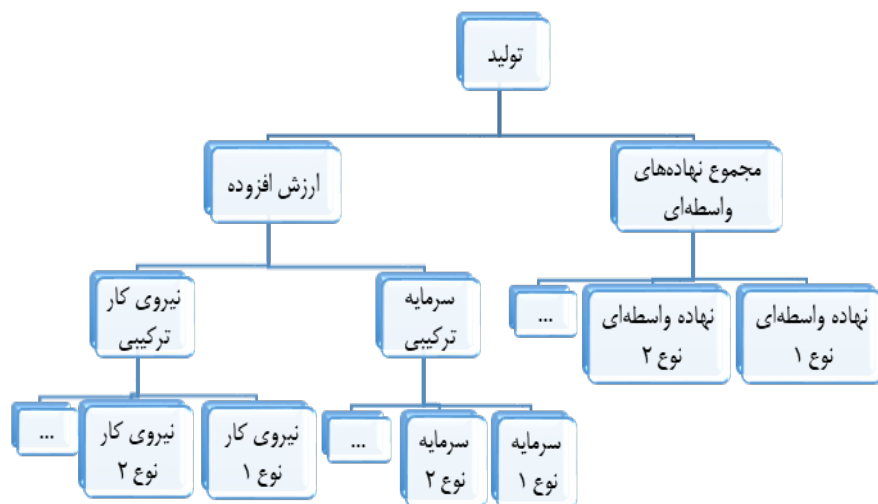 تولید
مجموع نهاده‌های
واسطه‌ای
ارزش افزوده
نهاده واسطه‌ای
نوع ۱
نهاده واسطه‌ای
نوع ۲
...
سرمایه
ترکیبی
نیروی کار
ترکیبی
سرمایه
نوع ۱
سرمایه
نوع ۲
...
نیروی کار
نوع ۱
نیروی کار
نوع ۲
...